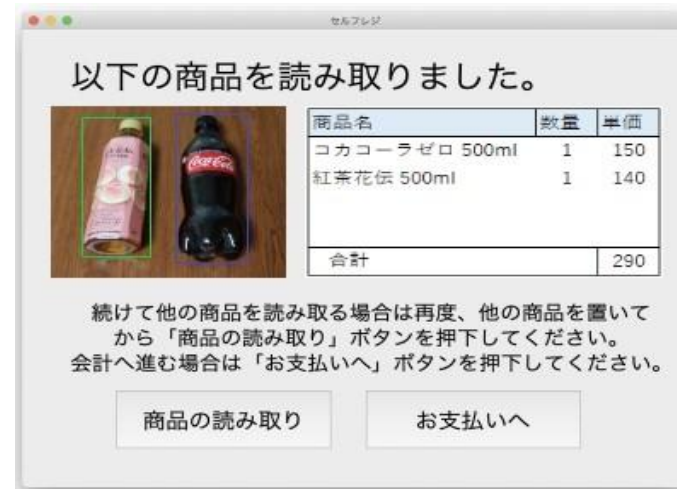 セルフレジ
以下の商品を読み取りました。
商品名 数量 単価
コカコーラゼロ 500ml 1 150
紅茶花伝 500ml 1 140
合計 290
Coca-Cola
続けて他の商品を読み取る場合は再度、他の商品を置いて
から「商品の読み取り」ボタンを押下してください。
会計へ進む場合は「お支払いへ」ボタンを押下してください。
商品の読み取り お支払いへ